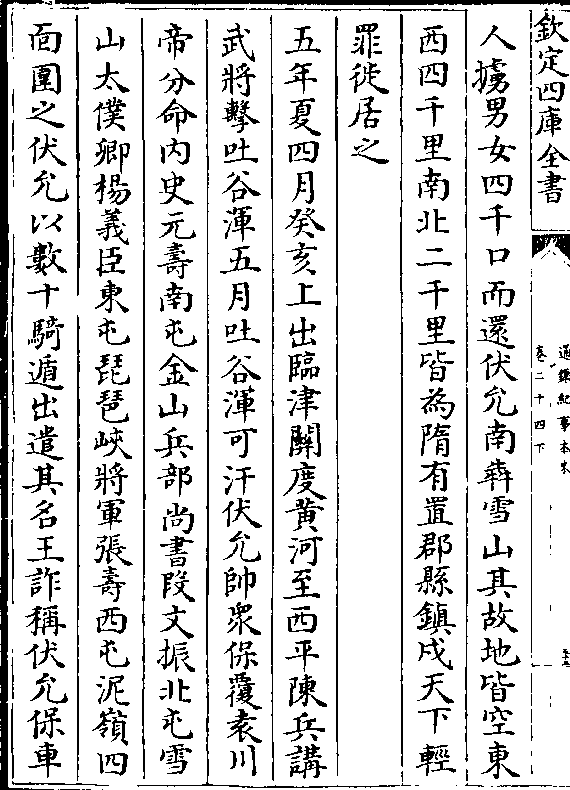 欽定四庫全書
通鑑紀事本末
卷二十四下
人擄男女四千口而還伏允南奔雪山其故地皆空東
西四千里南北二千里皆為隋有置郡縣鎮戍天下輕
罪徙居之
五年夏四月癸亥上出臨津關度黄河至西平陳兵講
武將擊吐谷渾五月吐谷渾可汗伏允帥衆保覆袁川
帝分命内史元壽南屯金山兵部尚書段文振北屯雪
山太僕卿楊義臣東屯琵琶峽將軍張壽西屯泥嶺四
面圍之伏允以數十騎遁出遣其名王詐稱伏允保車